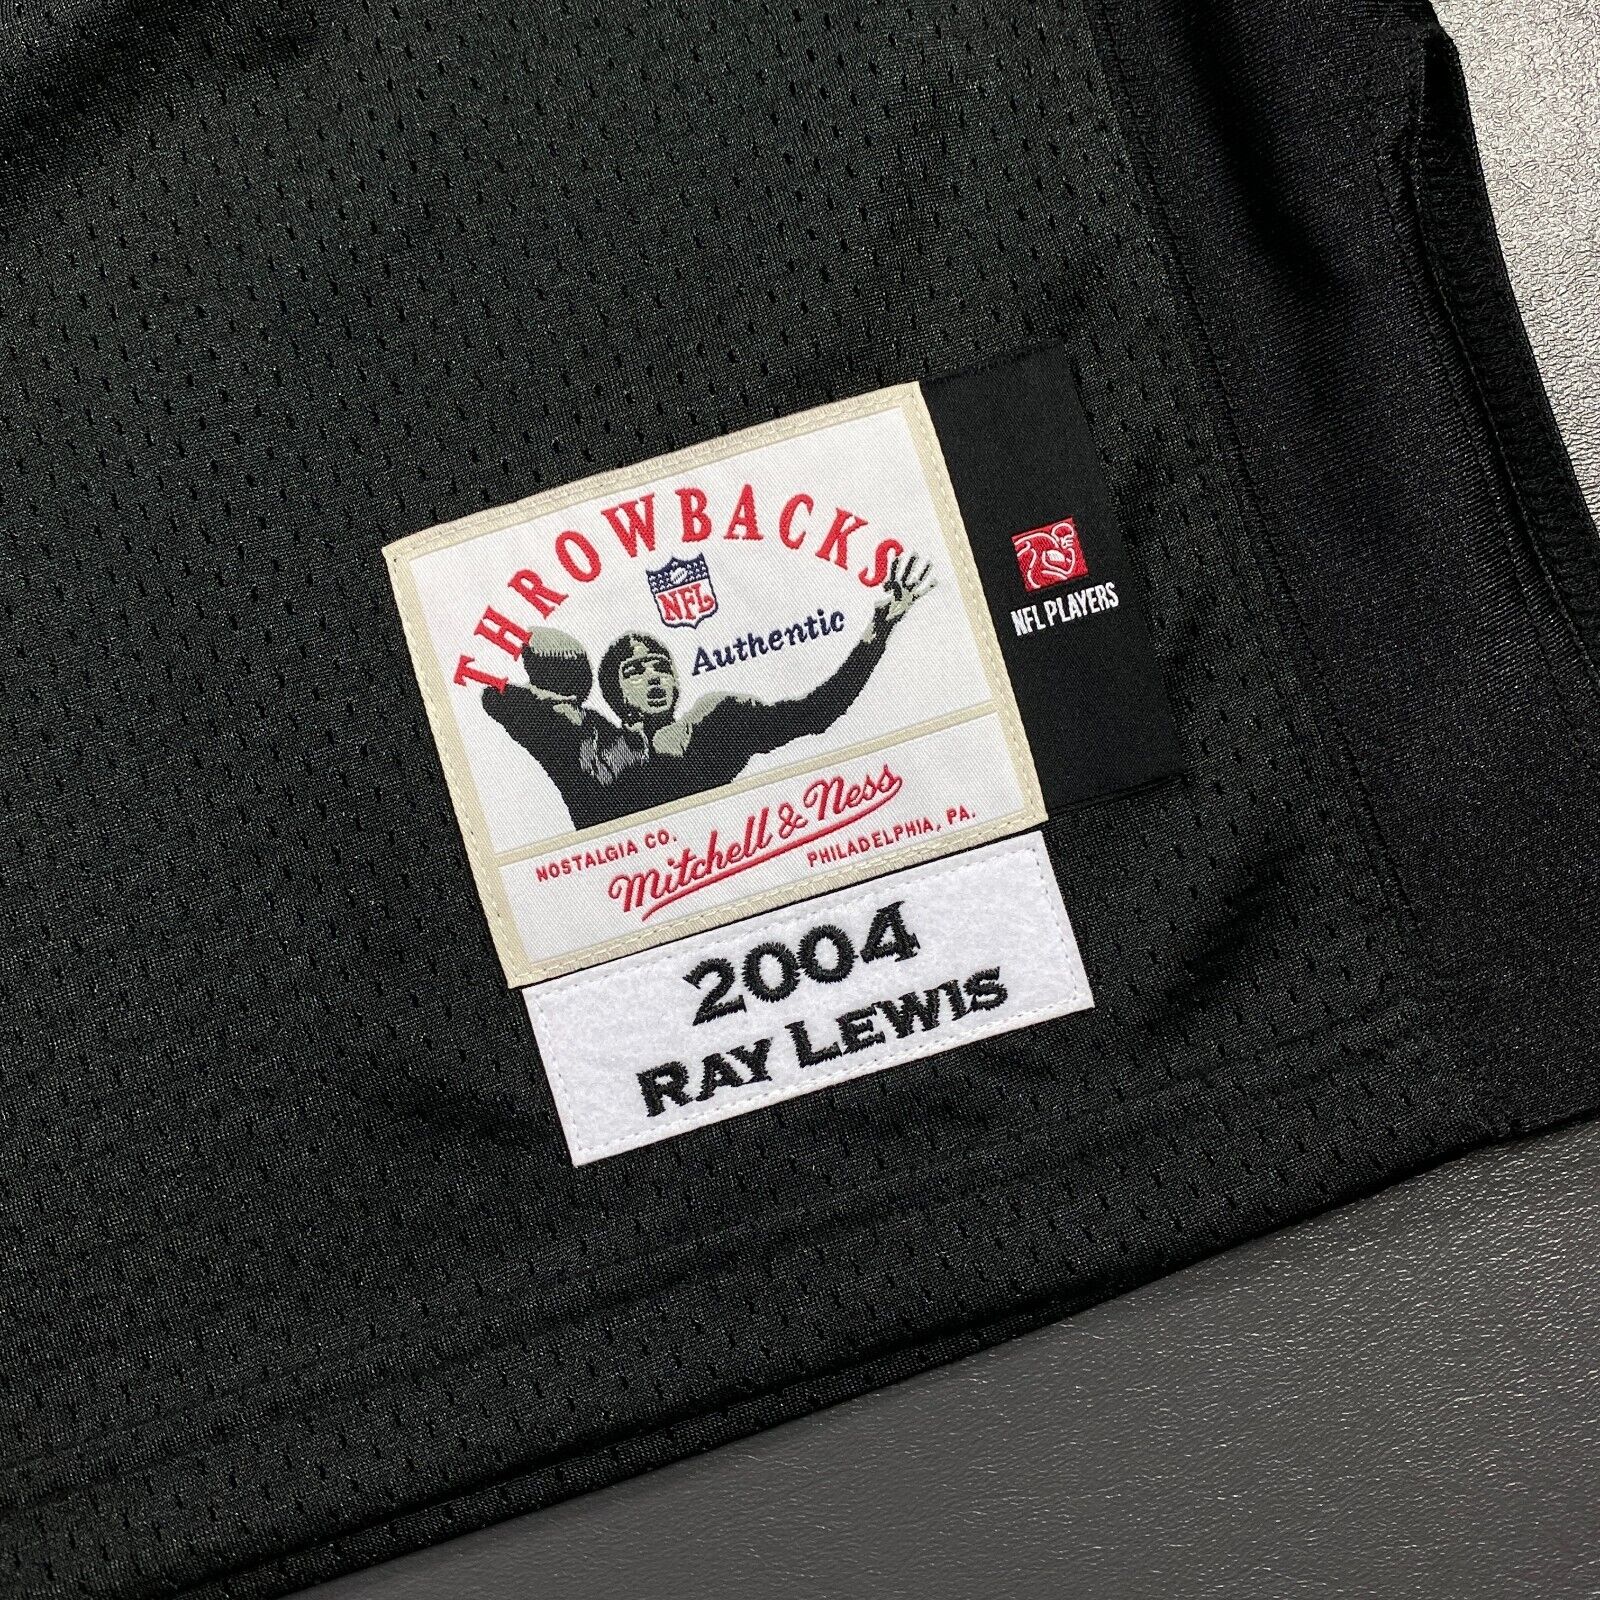 THROWBACKS
NFL
Authentic
NFL PLAYERS
NOSTALGIA CO.
Mitchell & Ness
PHILADELPHIA, PA.
2004
RAY LEWIS